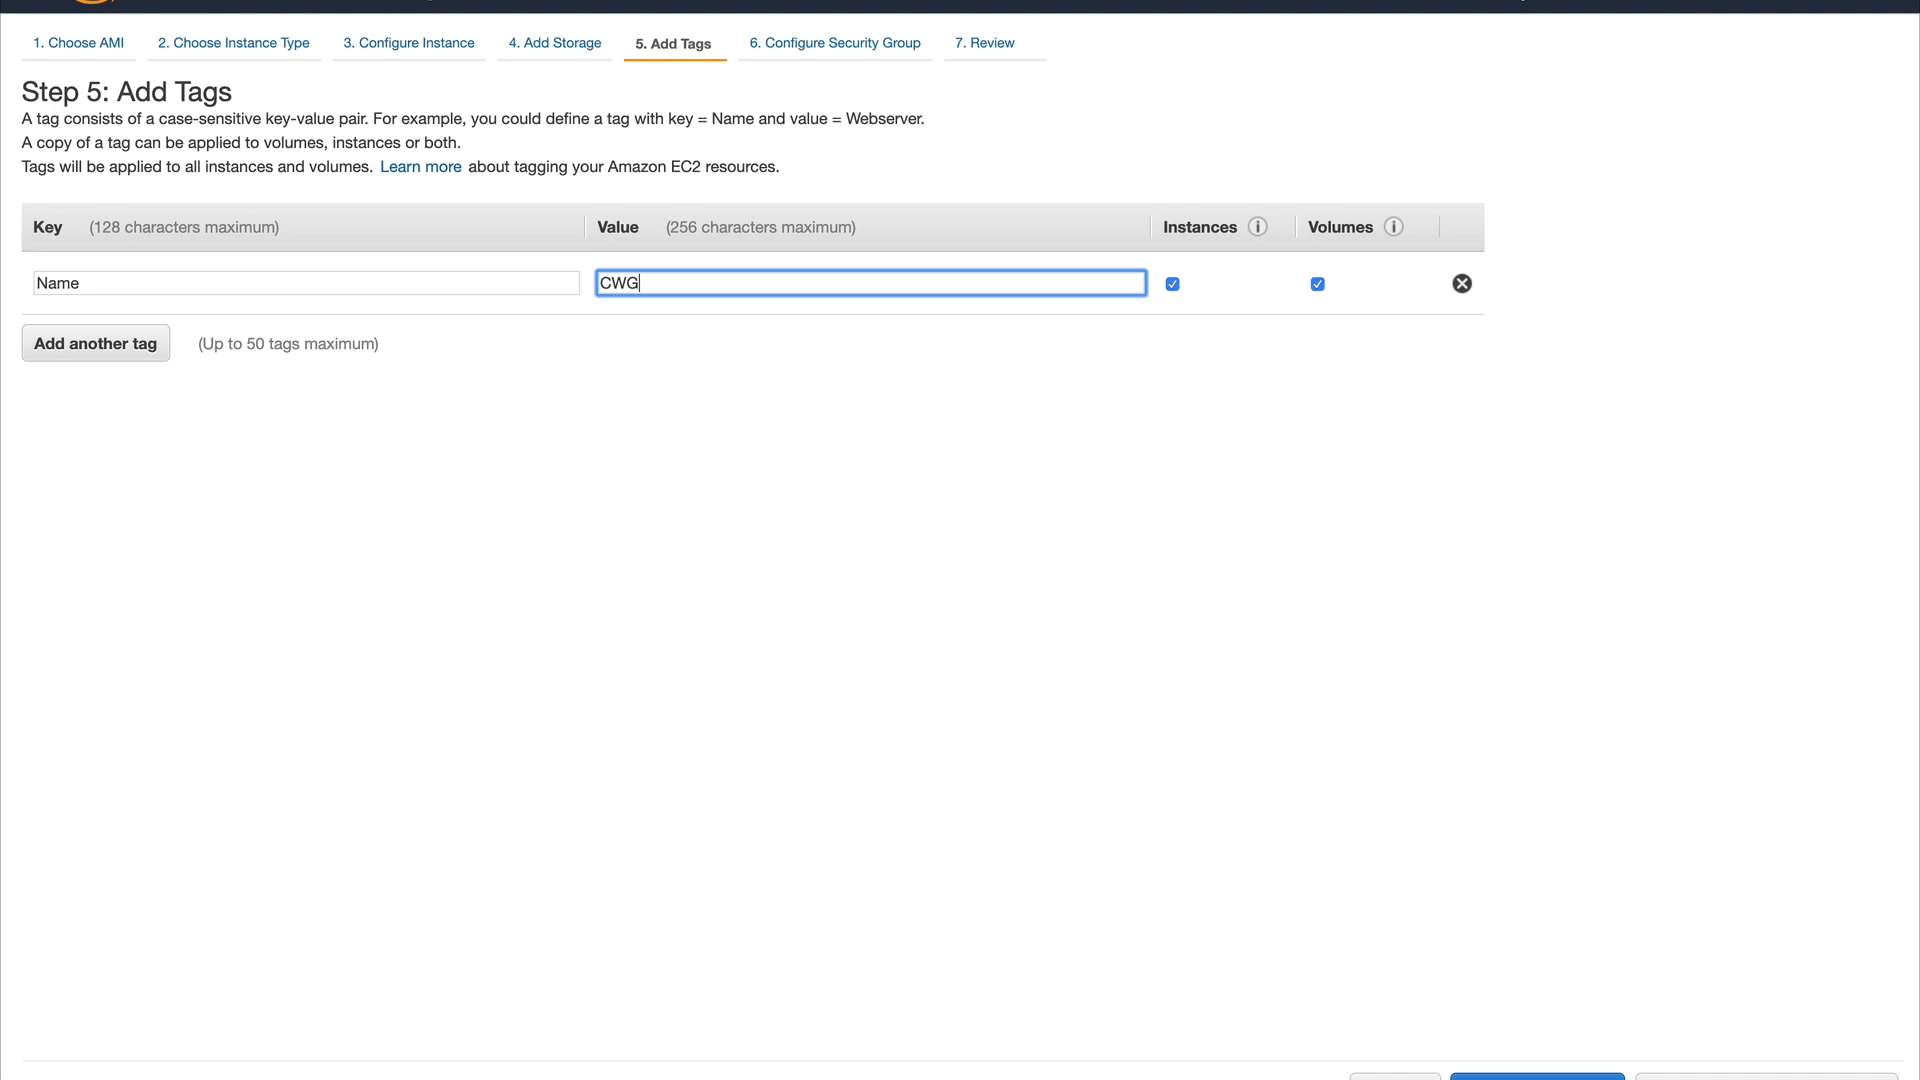 1. Choose AMI 2. Choose Instance Type 3. Configure Instance 4. Add Storage 5. Add Tags 6. Configure Security Group 7. Review
Step 5: Add Tags
A tag consists of a case-sensitive key-value pair. For example, you could define a tag with key = Name and value = Webserver.
A copy of a tag can be applied to volumes, instances or both.
Tags will be applied to all instances and volumes. Learn more about tagging your Amazon EC2 resources.
Key (128 characters maximum) Value (256 characters maximum) Instances Volumes
Name CWG
Add another tag (Up to 50 tags maximum)